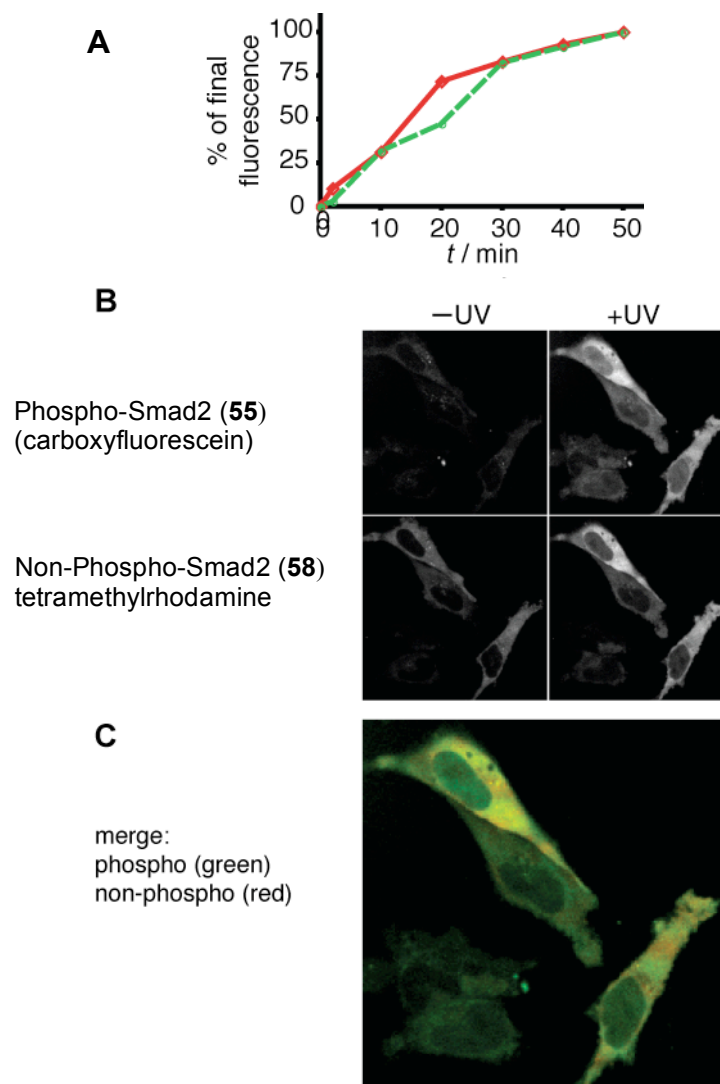 A
% of final
fluorescence
100
75
50
25
0
0 10 20 30 40 50
t / min
B
–UV +UV
Phospho-Smad2 (55)
(carboxyfluorescein)
Non-Phospho-Smad2 (58)
tetramethylrhodamine
C
merge:
phospho (green)
non-phospho (red)